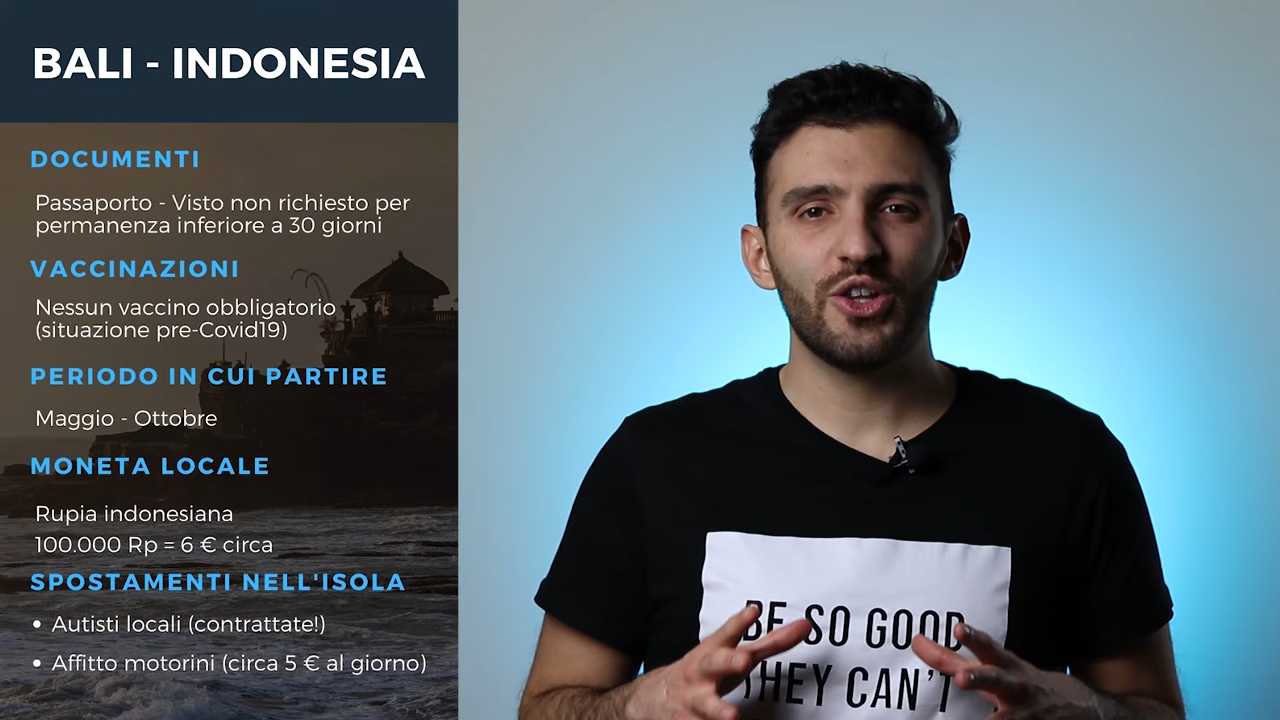 BALI - INDONESIA
DOCUMENTI
Passaporto - Visto non richiesto per
permanenza inferiore a 30 giorni
VACCINAZIONI
Nessun vaccino obbligatorio
(situazione pre-Covid19)
PERIODO IN CUI PARTIRE
Maggio - Ottobre
MONETA LOCALE
Rupia indonesiana
100.000 Rp = 6 € circa
SPOSTAMENTI NELL'ISOLA
• Autisti locali (contrattate!)
• Affitto motorini (circa 5 € al giorno)
BE SO GOOD
THEY CAN'T